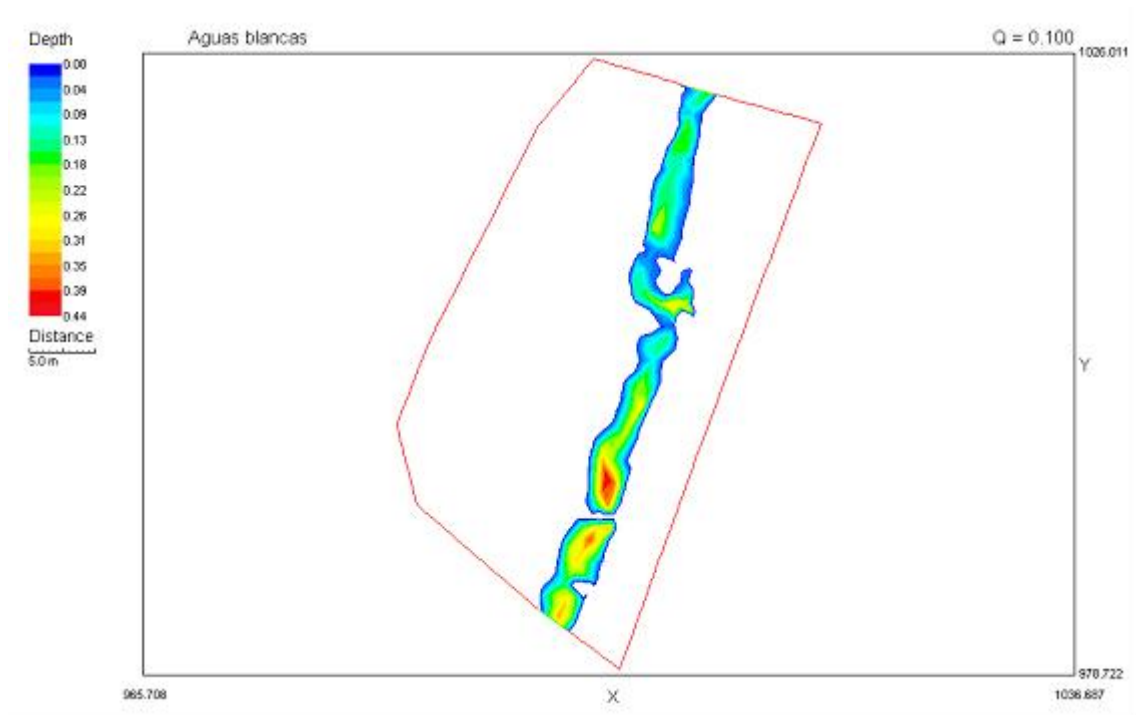 Depth
Aguas blancas
Q = 0.100
0.00
0.04
0.09
0.13
0.18
0.22
0.26
0.31
0.35
0.39
0.44
Distance
5.0 m
1026.011
Y
978.722
965.708
X
1036.687